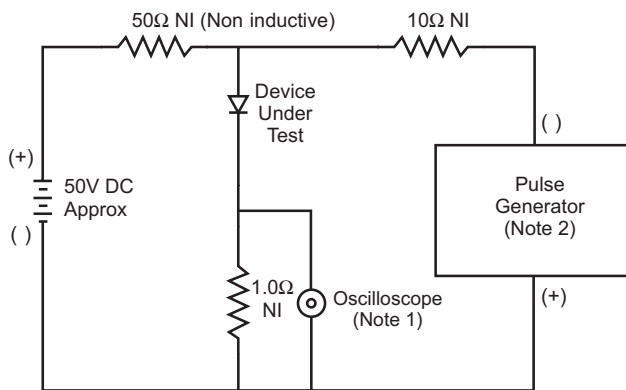 50Ω NI (Non inductive)
10Ω NI
Device
Under
Test
( )
(+)
50V DC
Approx
( )
Pulse
Generator
(Note 2)
1.0Ω
NI
Oscilloscope
(Note 1)
(+)